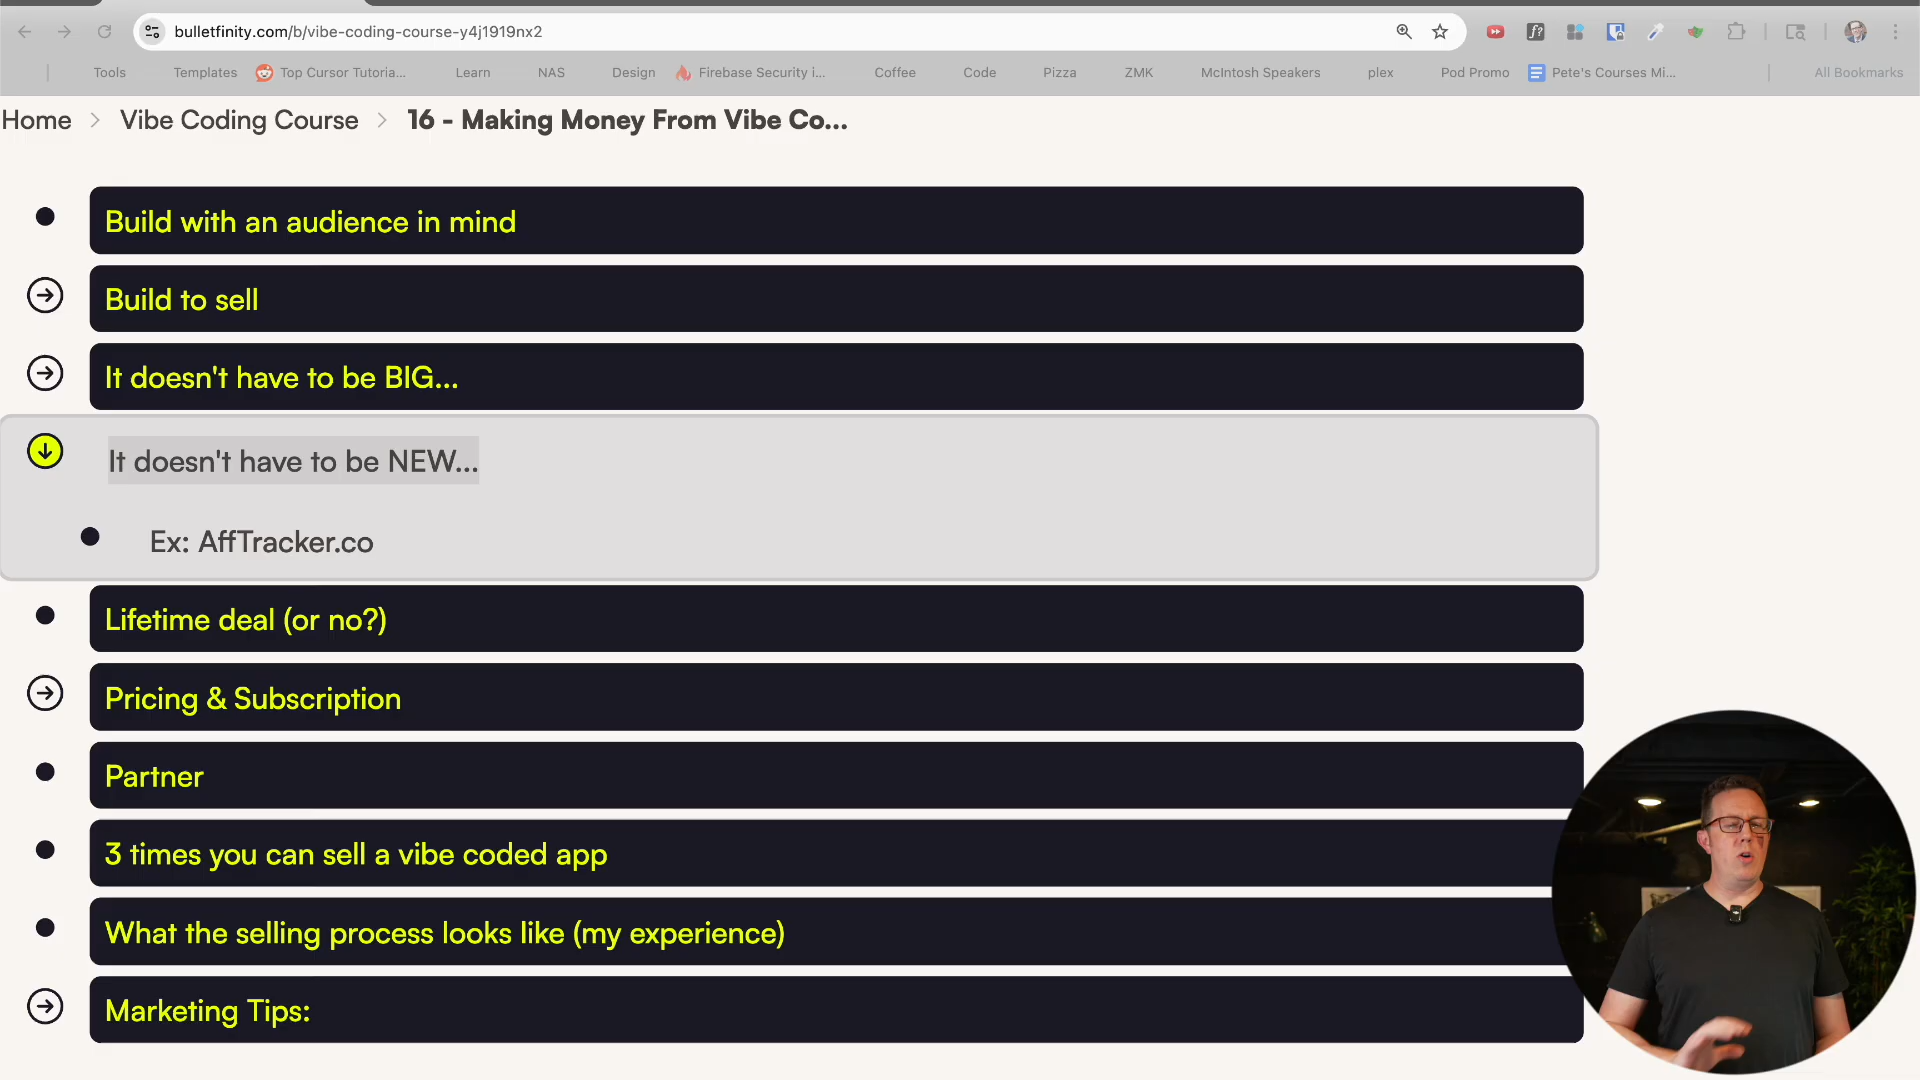 bulletfinity.com/b/vibe-coding-course-y4j1919nx2
Tools Templates Top Cursor Tutoria... Learn NAS Design Firebase Security i... Coffee Code Pizza ZMK McIntosh Speakers plex Pod Promo Pete's Courses Mi... All Bookmarks
Home > Vibe Coding Course > 16 - Making Money From Vibe Co...
Build with an audience in mind
Build to sell
It doesn't have to be BIG...
It doesn't have to be NEW...
Ex: AffTracker.co
Lifetime deal (or no?)
Pricing & Subscription
Partner
3 times you can sell a vibe coded app
What the selling process looks like (my experience)
Marketing Tips: